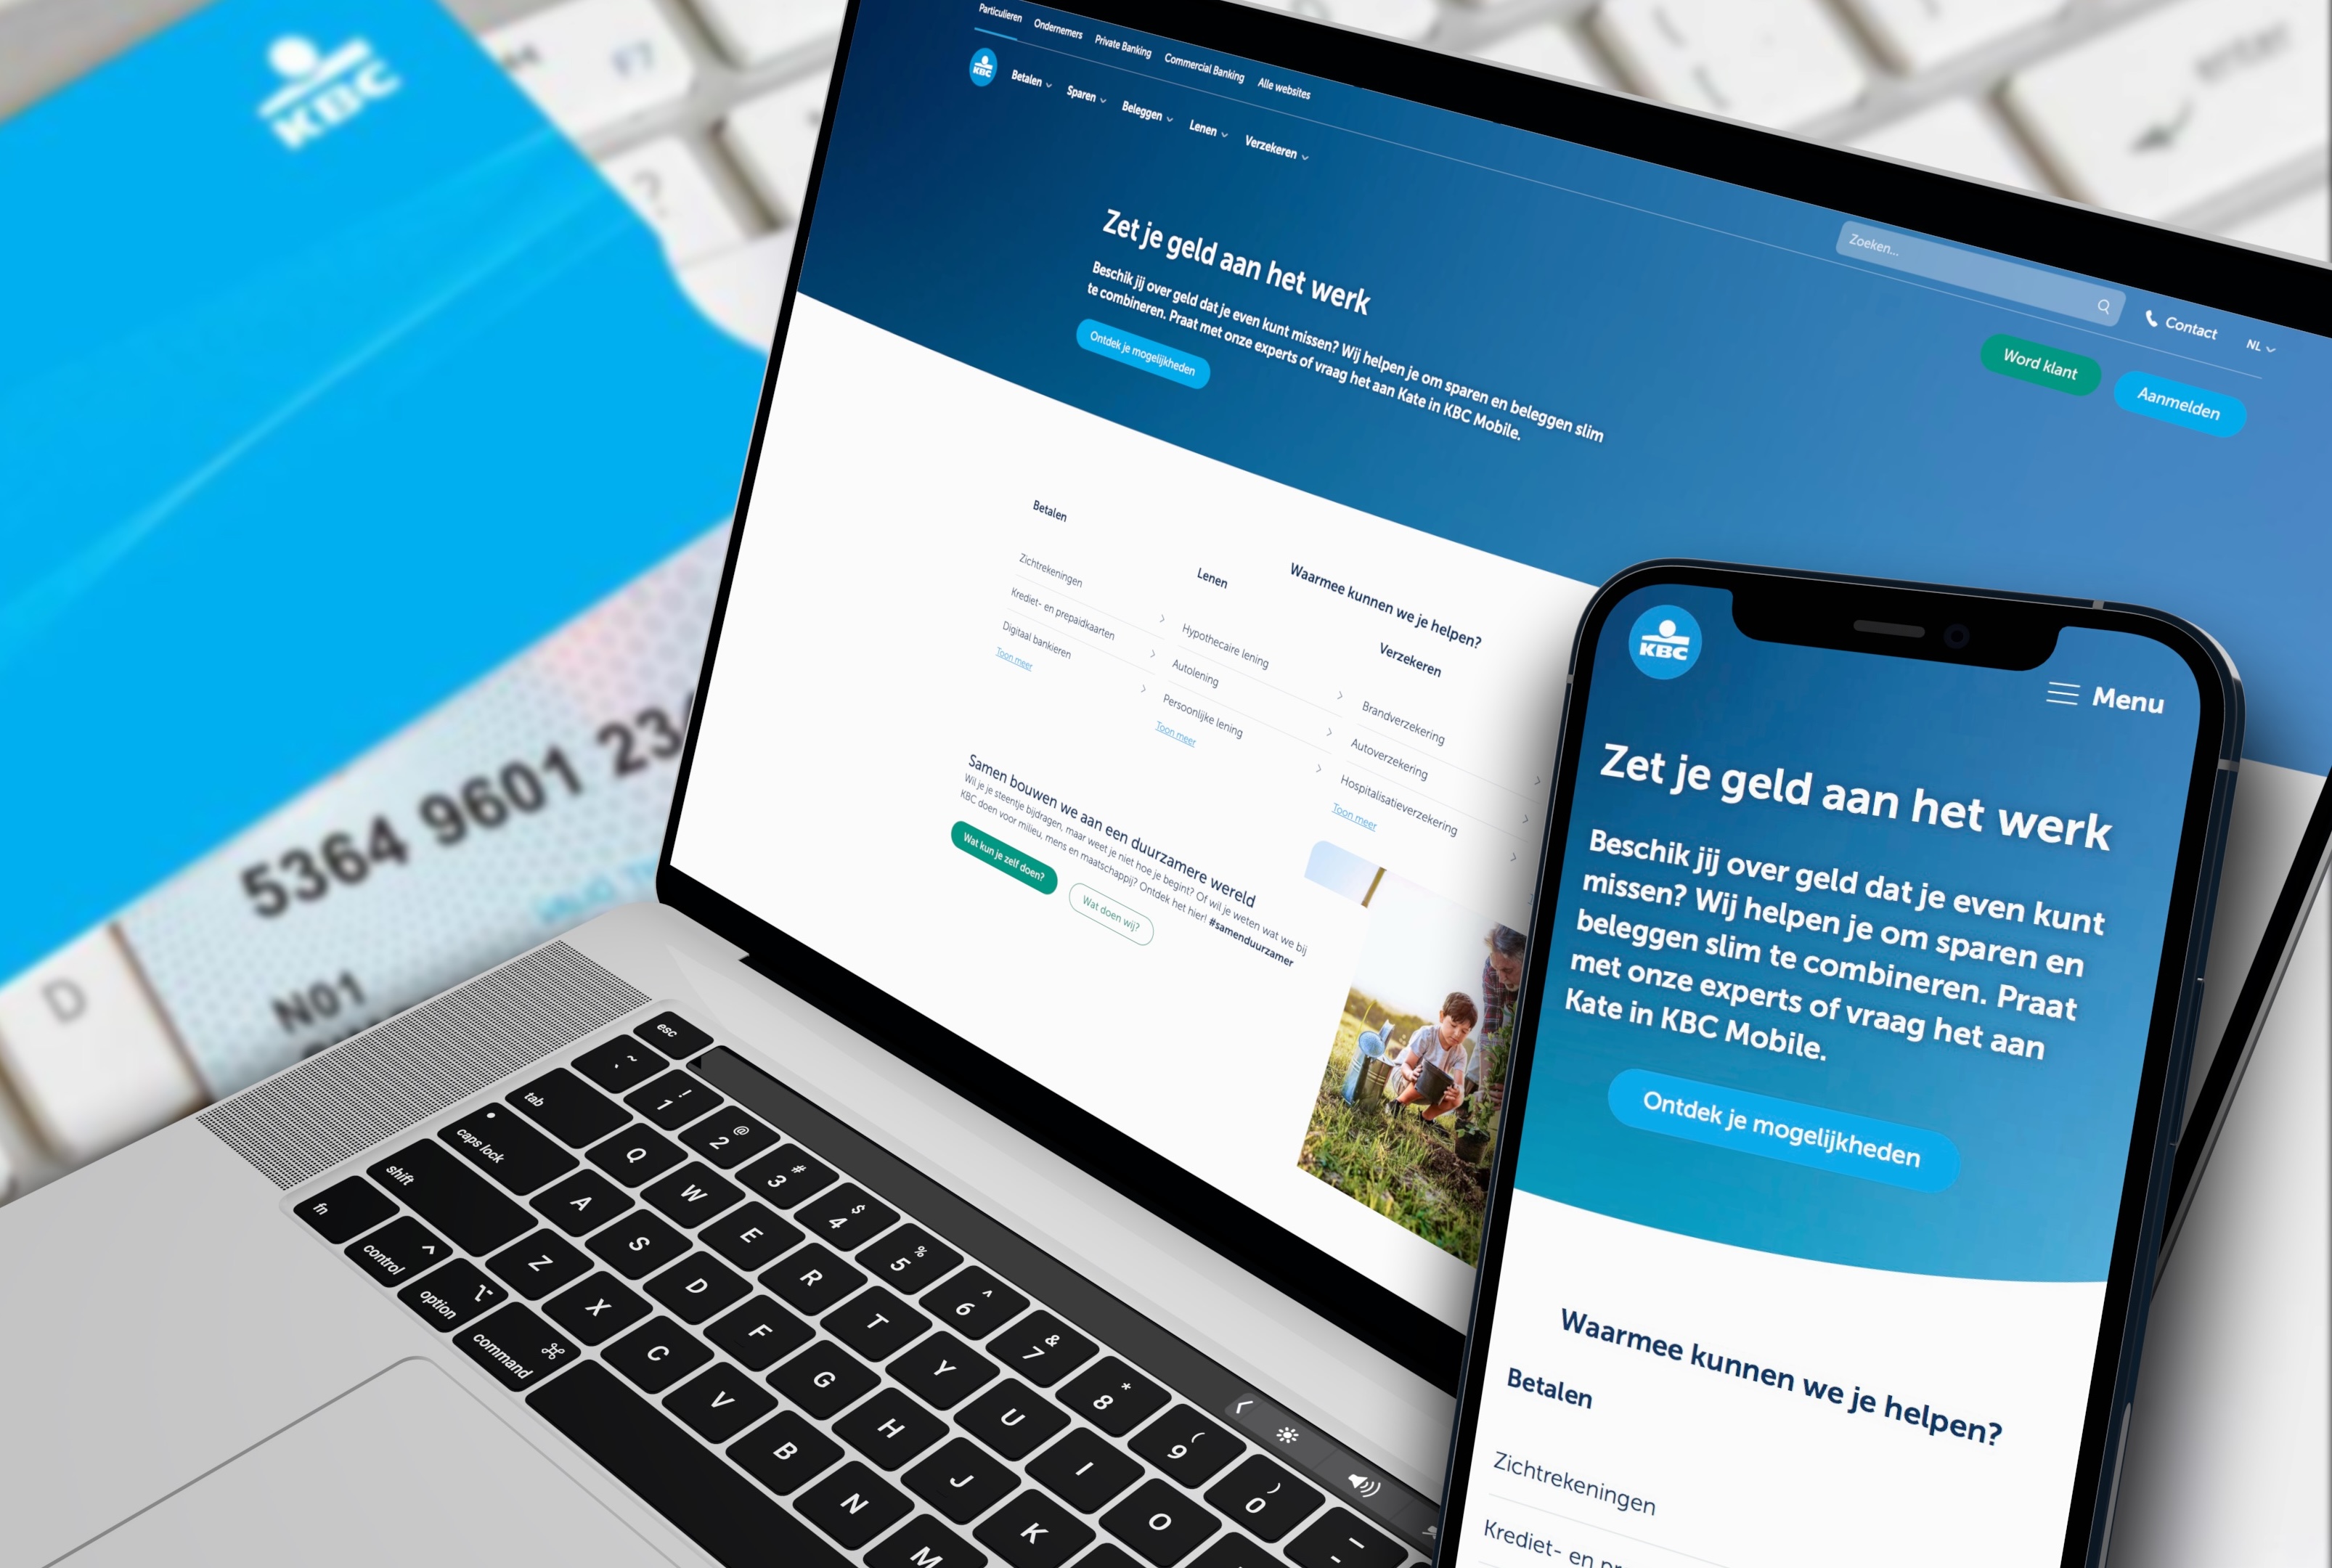 KBC
F7
?
enter
5364 9601 234
D
N01
Particulieren Ondernemers Private Banking Commercial Banking Alle websites
Zoeken...
Contact
NL
KBC
Betalen Sparen Beleggen Lenen Verzekeren
Word klant
Aanmelden
Zet je geld aan het werk
Beschik jij over geld dat je even kunt missen? Wij helpen je om sparen en beleggen slim
te combineren. Praat met onze experts of vraag het aan Kate in KBC Mobile.
Ontdek je mogelijkheden
Waarmee kunnen we je helpen?
Betalen
Zichtrekeningen
Krediet- en prepaidkaarten
Digitaal bankieren
Toon meer
Lenen
Hypothecaire lening
Autolening
Persoonlijke lening
Toon meer
Verzekeren
Brandverzekering
Autoverzekering
Hospitalisatieverzekering
Toon meer
Samen bouwen we aan een duurzamere wereld
Wil je je steentje bijdragen, maar weet je niet hoe je begint? Of wil je weten wat we bij
KBC doen voor milieu, mens en maatschappij? Ontdek het hier! #samenduurzamer
Wat kun je zelf doen?
Wat doen wij?
KBC
Menu
Zet je geld aan het werk
Beschik jij over geld dat je even kunt
missen? Wij helpen je om sparen en
beleggen slim te combineren. Praat
met onze experts of vraag het aan
Kate in KBC Mobile.
Ontdek je mogelijkheden
Waarmee kunnen we je helpen?
Betalen
Zichtrekeningen
Krediet- en
esc
~ ! 1 @ 2 # 3 $ 4 % 5 ^ 6 & 7 * 8 ( 9 ) 0
tab Q W E R T Y U I O
caps lock A S D F G H J K
shift Z X C V B N M
fn control option command